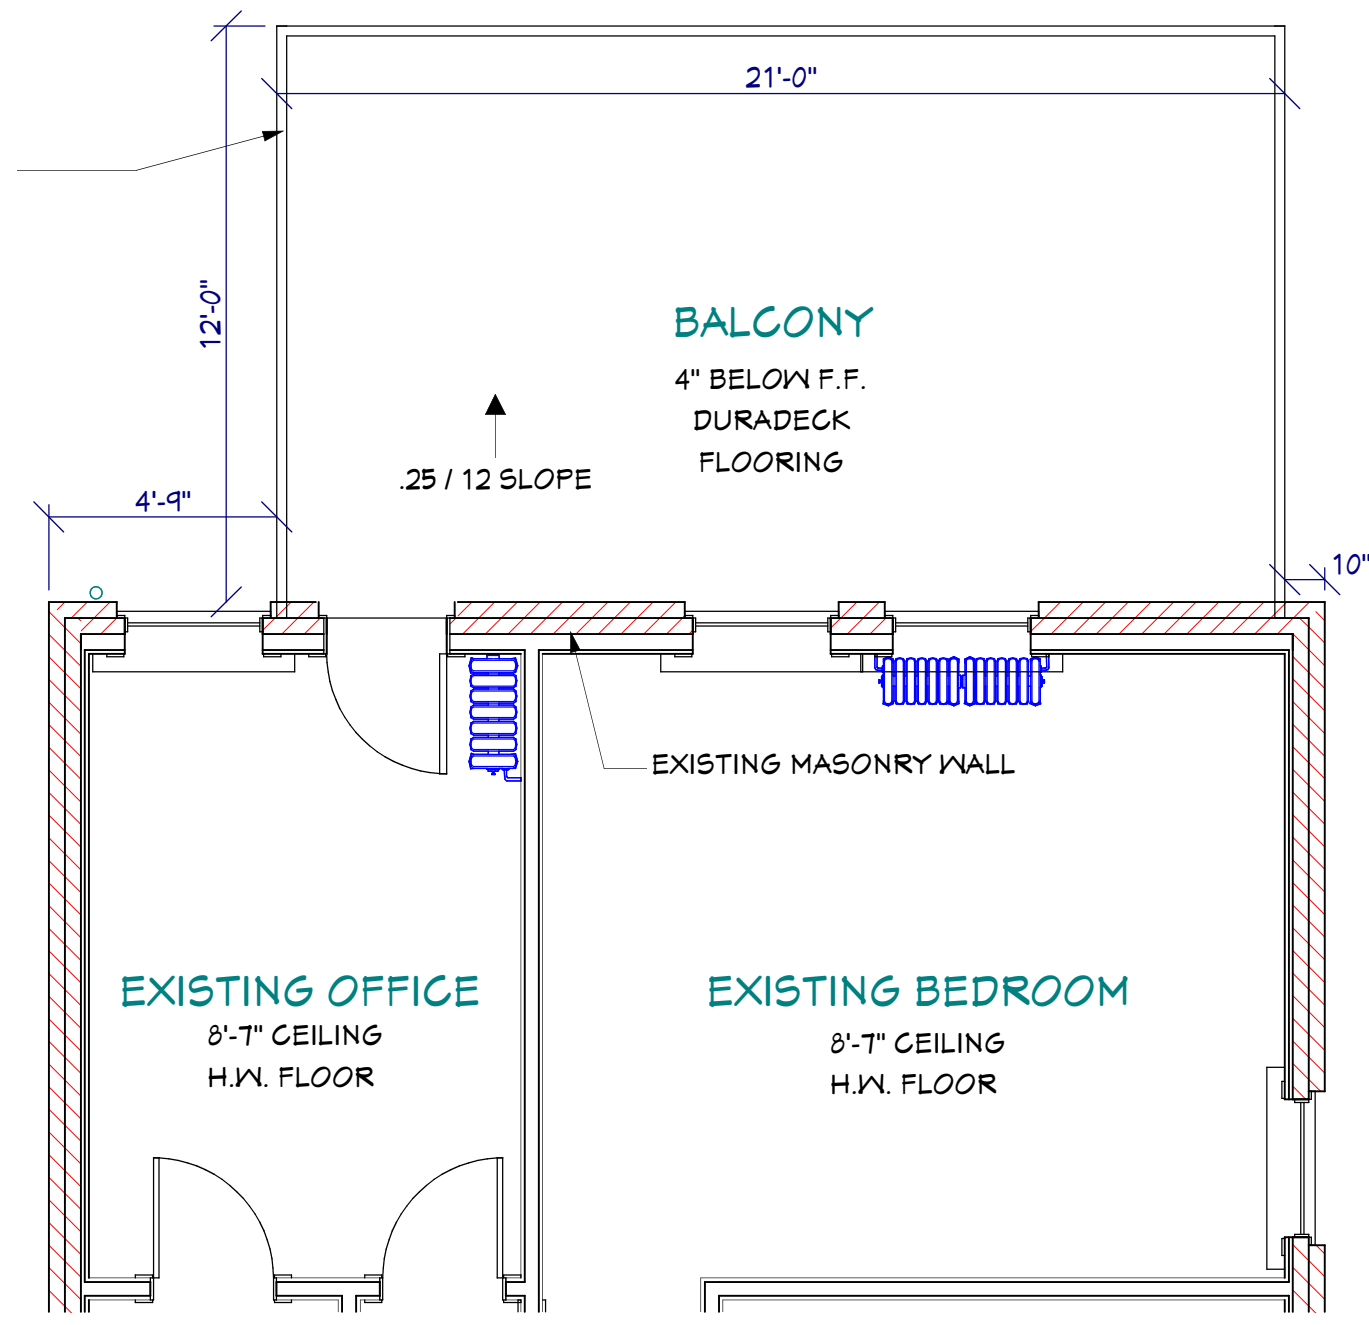 21'-0"
12'-0"
BALCONY
4" BELOW F.F.
DURADECK
FLOORING
.25 / 12 SLOPE
4'-9"
10"
EXISTING MASONRY WALL
EXISTING OFFICE
8'-7" CEILING
H.W. FLOOR
EXISTING BEDROOM
8'-7" CEILING
H.W. FLOOR